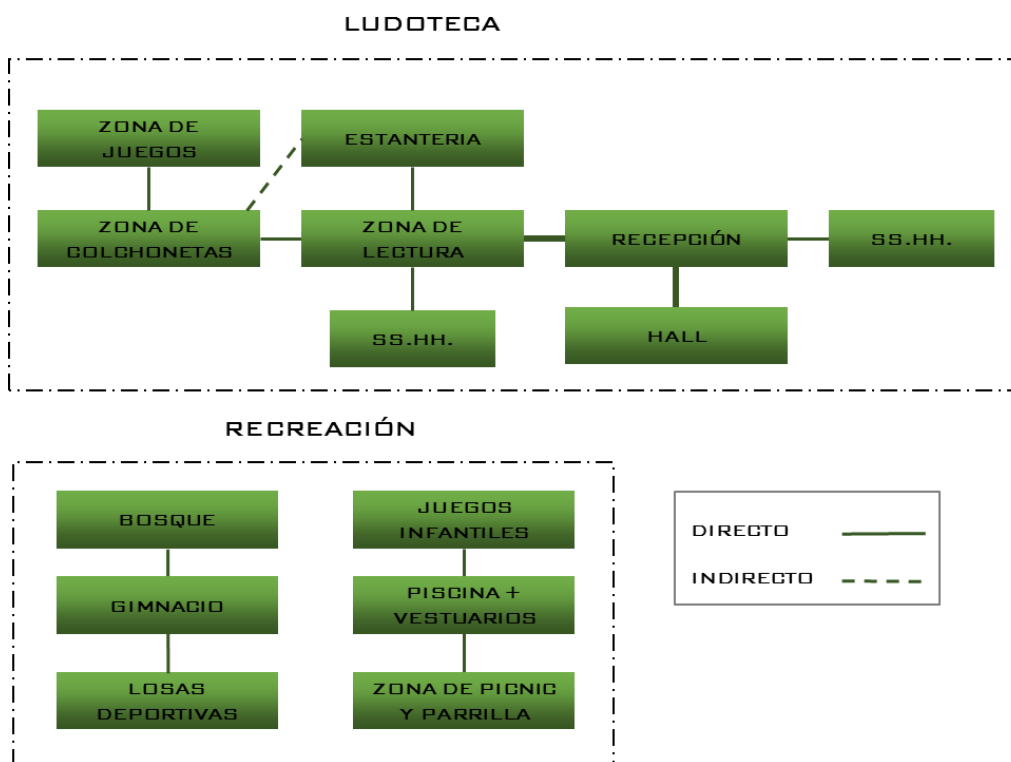 LUDOTECA
ZONA DE
JUEGOS
ESTANTERIA
ZONA DE
COLCHONETAS
ZONA DE
LECTURA
RECEPCIÓN
SS.HH.
SS.HH.
HALL
RECREACIÓN
BOSQUE
GIMNACIO
LOSAS
DEPORTIVAS
JUEGOS
INFANTILES
PISCINA +
VESTUARIOS
ZONA DE PICNIC
Y PARRILLA
DIRECTO
INDIRECTO